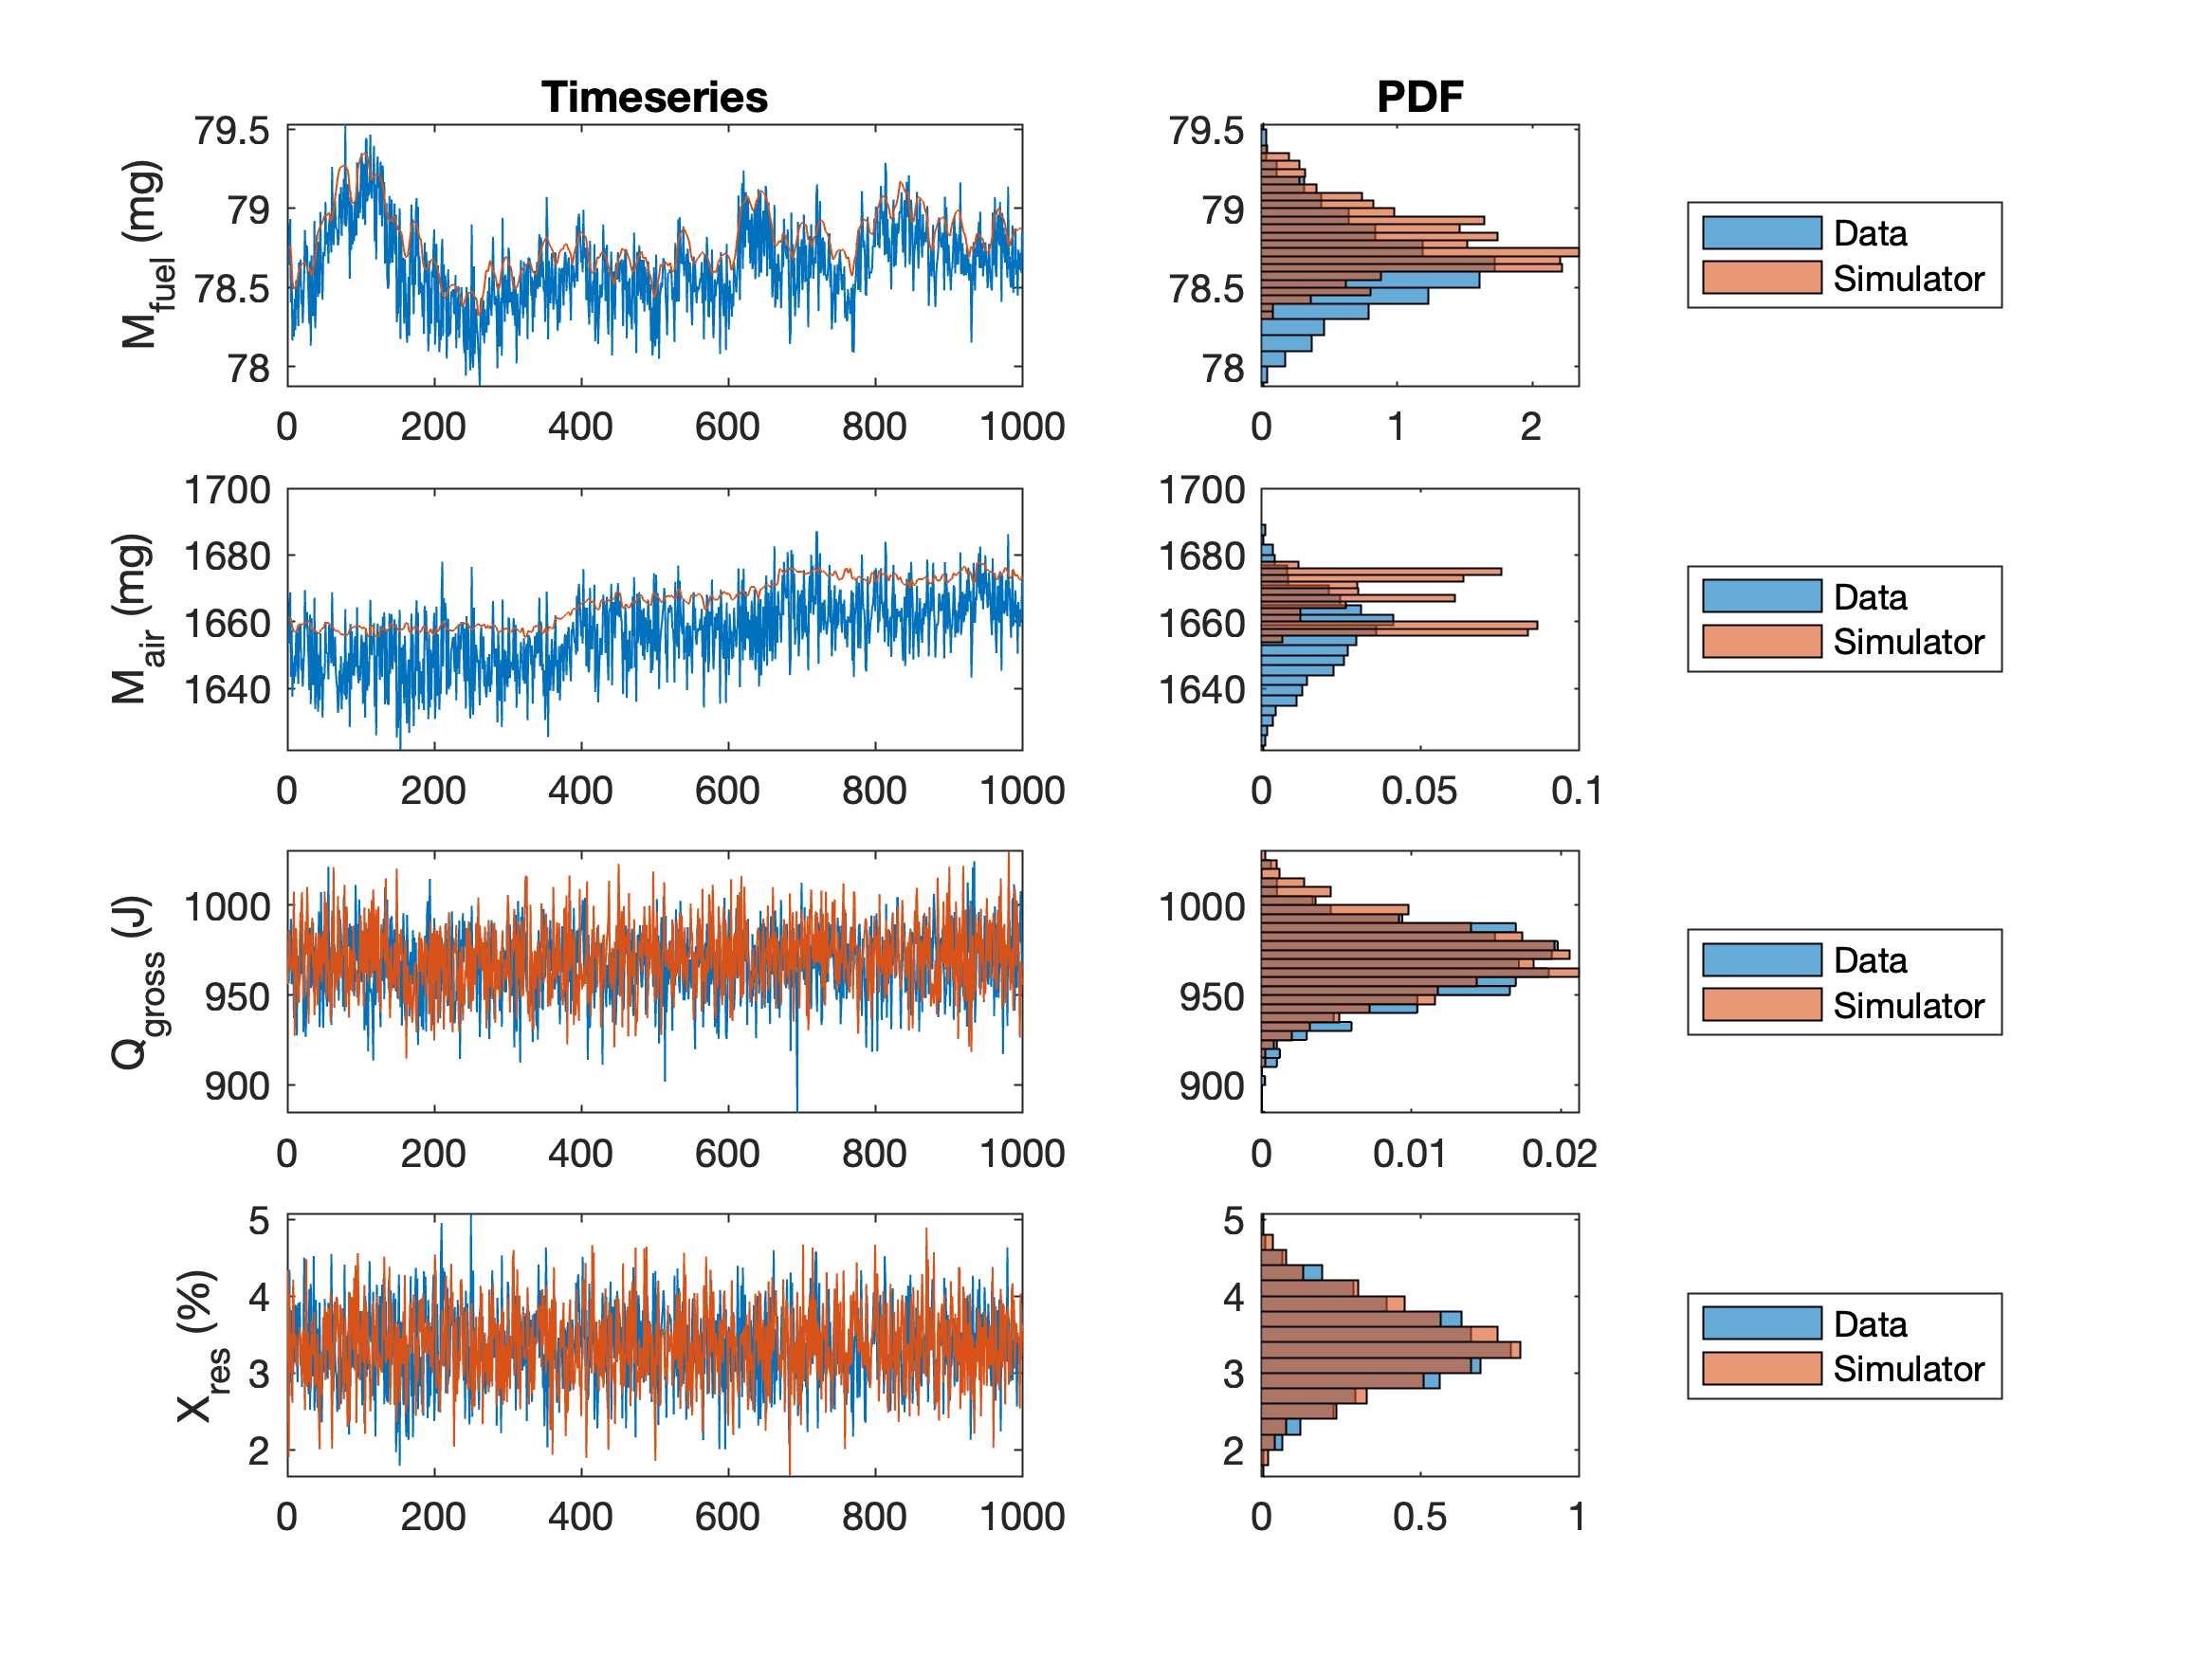 Timeseries
PDF
M_fuel (mg)
79.5
79
78.5
78
0 200 400 600 800 1000
79.5
79
78.5
78
0 1 2
Data
Simulator
M_air (mg)
1700
1680
1660
1640
0 200 400 600 800 1000
1700
1680
1660
1640
0 0.05 0.1
Data
Simulator
Q_gross (J)
1000
950
900
0 200 400 600 800 1000
1000
950
900
0 0.01 0.02
Data
Simulator
X_res (%)
5
4
3
2
0 200 400 600 800 1000
5
4
3
2
0 0.5 1
Data
Simulator